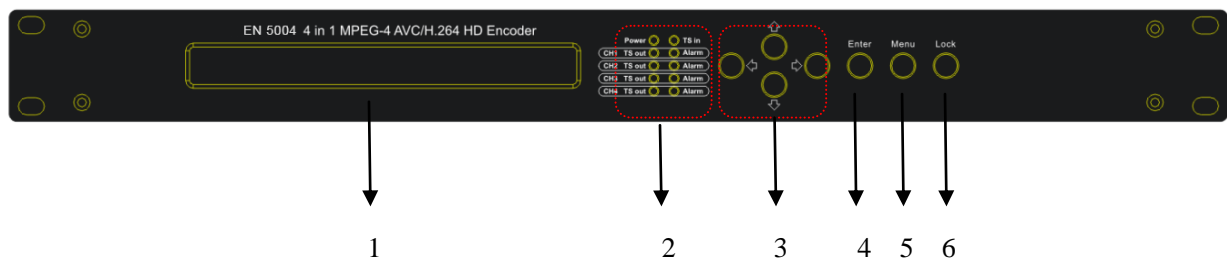 EN 5004 4 in 1 MPEG-4 AVC/H.264 HD Encoder
Power TS in
CH1 TS out Alarm
CH2 TS out Alarm
CH3 TS out Alarm
CH4 TS out Alarm
Enter Menu Lock
1 2 3 4 5 6